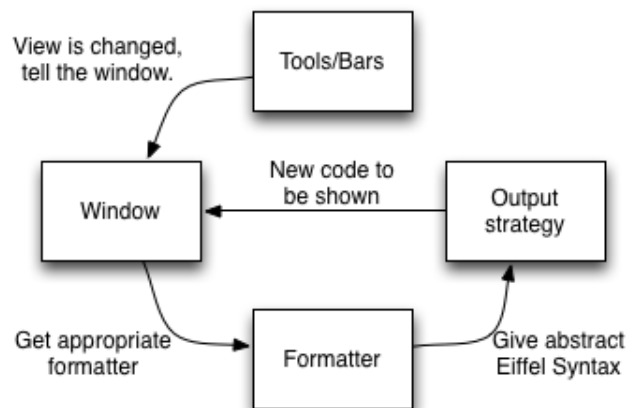 View is changed,
tell the window.
Tools/Bars
New code to
be shown
Window
Output
strategy
Get appropriate
formatter
Formatter
Give abstract
Eiffel Syntax